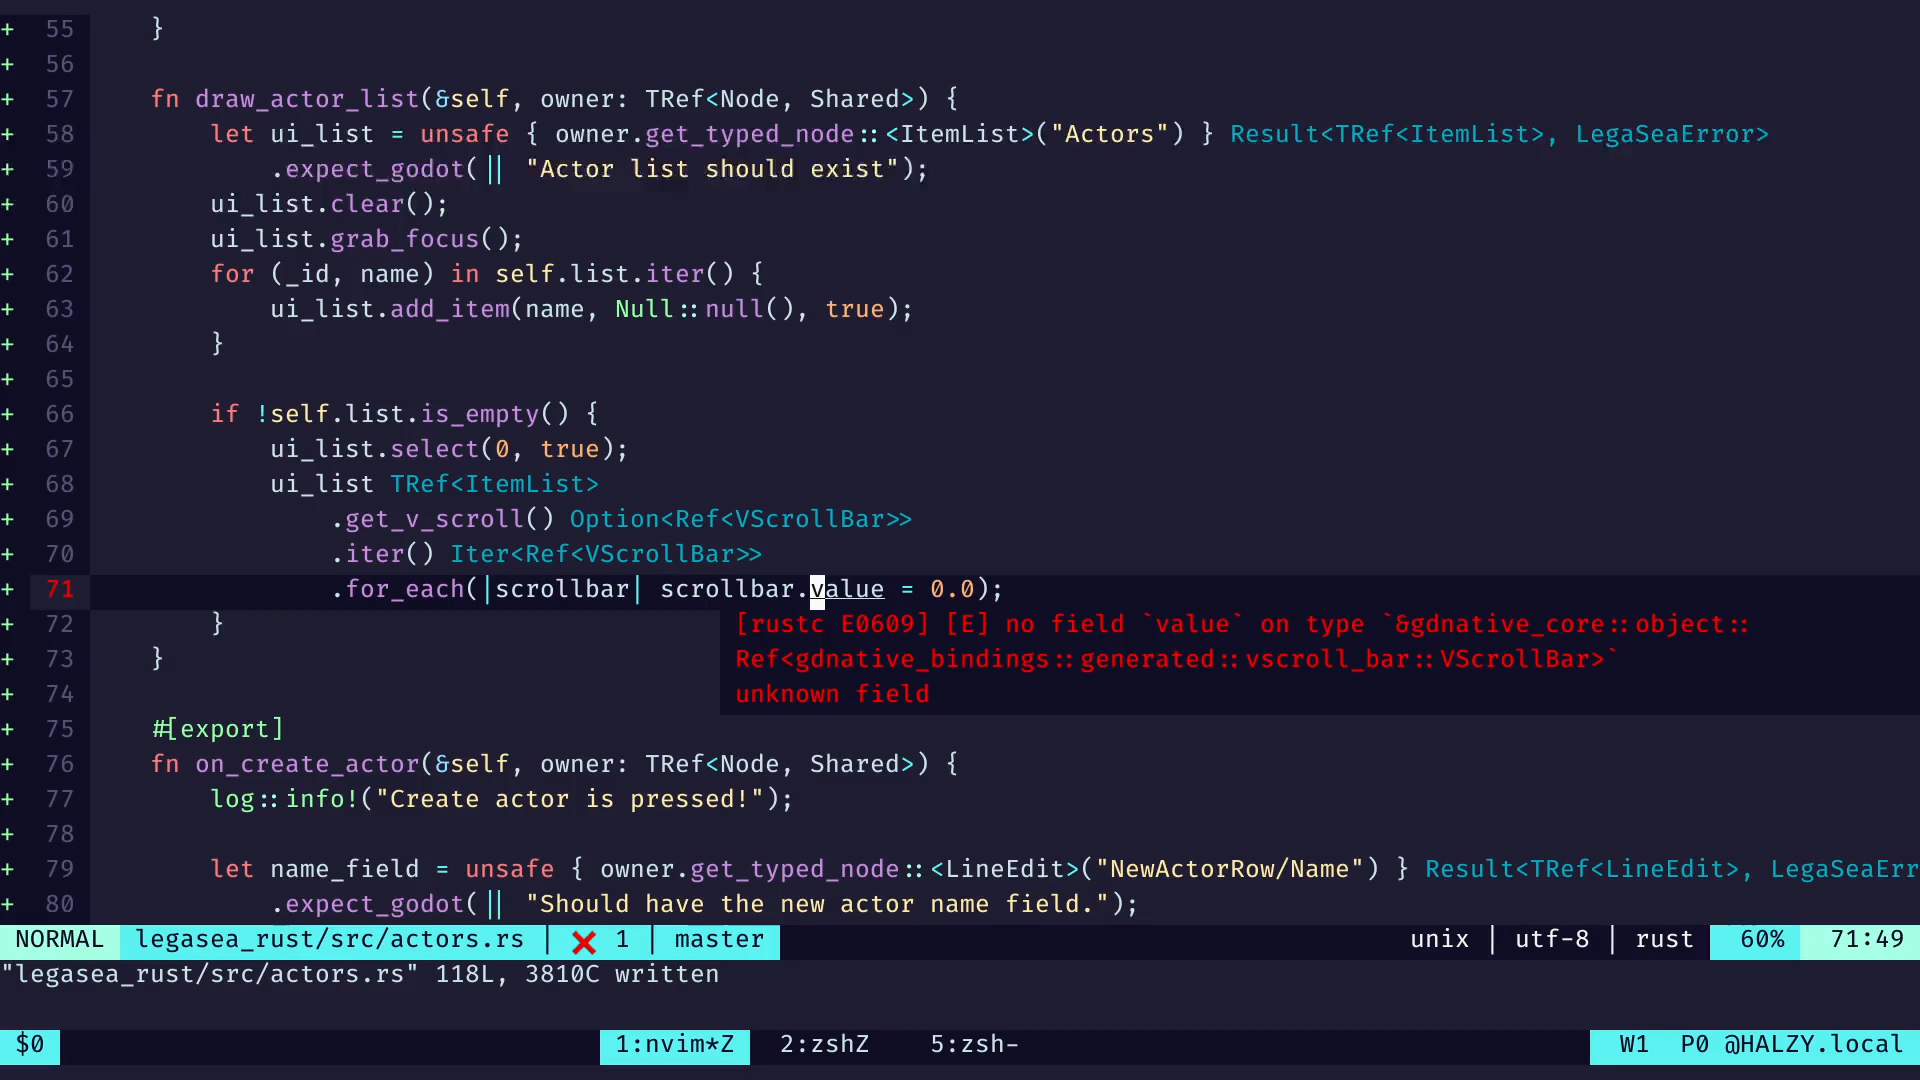 + 55     }
+ 56
+ 57     fn draw_actor_list(&self, owner: TRef<Node, Shared>) {
+ 58         let ui_list = unsafe { owner.get_typed_node::<ItemList>("Actors") } Result<TRef<ItemList>, LegaSeaError>
+ 59             .expect_godot(|| "Actor list should exist");
+ 60         ui_list.clear();
+ 61         ui_list.grab_focus();
+ 62         for (_id, name) in self.list.iter() {
+ 63             ui_list.add_item(name, Null::null(), true);
+ 64         }
+ 65
+ 66         if !self.list.is_empty() {
+ 67             ui_list.select(0, true);
+ 68             ui_list TRef<ItemList>
+ 69                 .get_v_scroll() Option<Ref<VScrollBar>>
+ 70                 .iter() Iter<Ref<VScrollBar>>
+ 71                 .for_each(|scrollbar| scrollbar.value = 0.0);
+ 72         } [rustc E0609] [E] no field `value` on type `&gdnative_core::object::
+ 73     } Ref<gdnative_bindings::generated::vscroll_bar::VScrollBar>`
+ 74 unknown field
+ 75     #[export]
+ 76     fn on_create_actor(&self, owner: TRef<Node, Shared>) {
+ 77         log::info!("Create actor is pressed!");
+ 78
+ 79         let name_field = unsafe { owner.get_typed_node::<LineEdit>("NewActorRow/Name") } Result<TRef<LineEdit>, LegaSeaErr
+ 80             .expect_godot(|| "Should have the new actor name field.");
NORMAL legasea_rust/src/actors.rs | ❌ 1 | master unix | utf-8 | rust 60% 71:49
"legasea_rust/src/actors.rs" 118L, 3810C written
$0 1:nvim*Z 2:zshZ 5:zsh- W1 P0 @HALZY.local